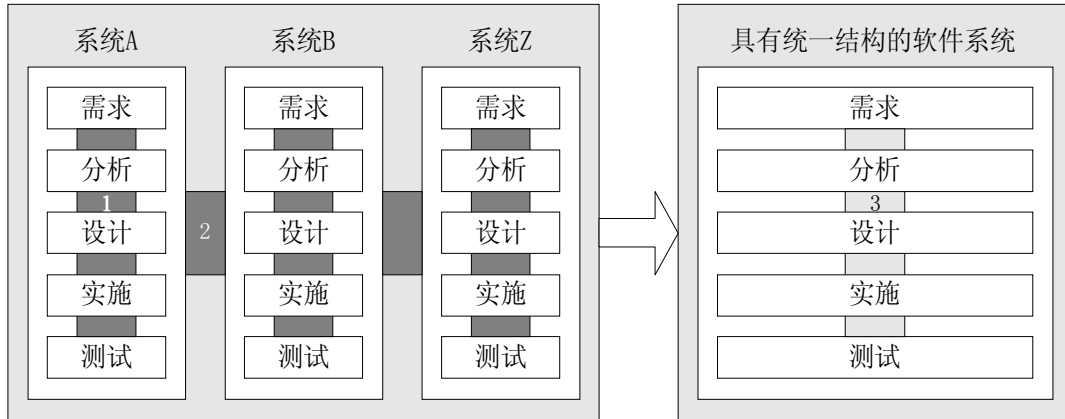 系统A
系统B
系统Z
具有统一结构的软件系统
需求
需求
需求
需求
分析
分析
分析
分析
1
3
设计
2
设计
设计
设计
实施
实施
实施
实施
测试
测试
测试
测试